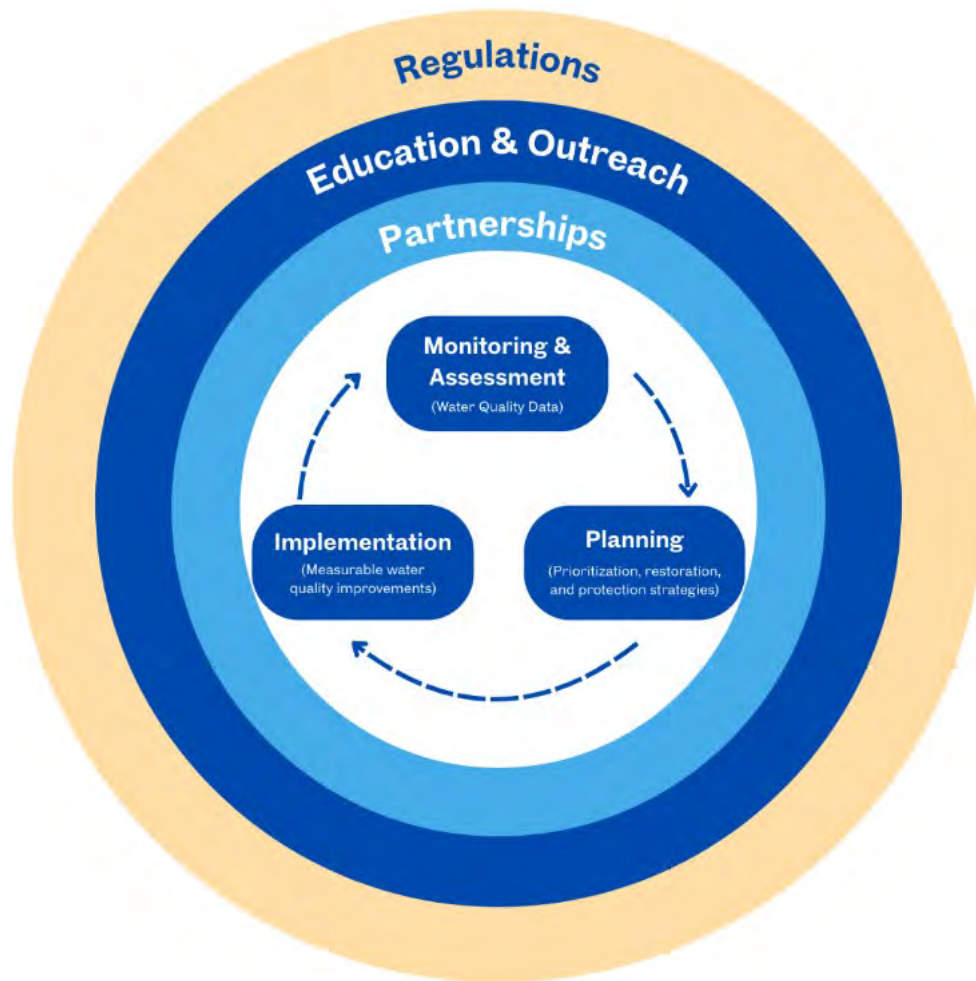 Regulations
Education & Outreach
Partnerships
Monitoring &
Assessment
(Water Quality Data)
Implementation
(Measurable water
quality improvements)
Planning
(Prioritization, restoration,
and protection strategies)